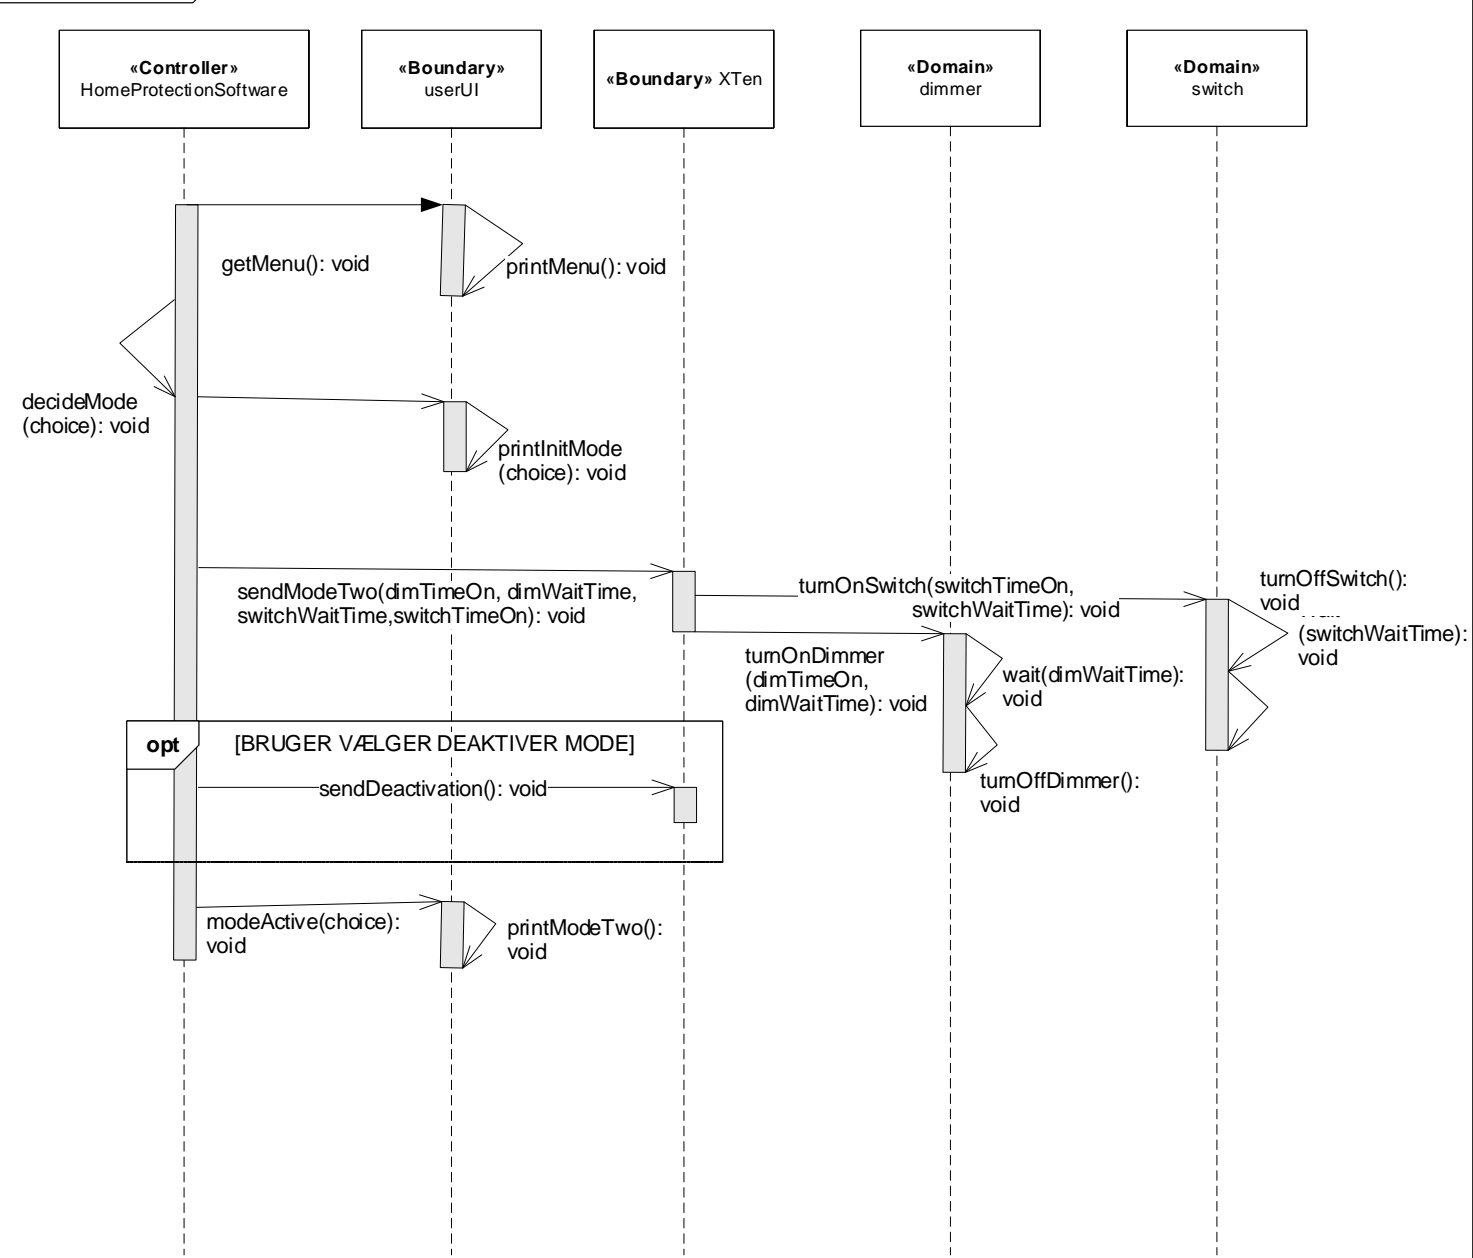 «Controller»
HomeProtectionSoftware
«Boundary»
userUI
«Boundary» XTen
«Domain»
dimmer
«Domain»
switch
getMenu(): void
printMenu(): void
decideMode
(choice): void
printInitMode
(choice): void
sendModeTwo(dimTimeOn, dimWaitTime,
switchWaitTime,switchTimeOn): void
turnOnSwitch(switchTimeOn,
switchWaitTime): void
turnOffSwitch():
void
(switchWaitTime):
void
turnOnDimmer
(dimTimeOn,
dimWaitTime): void
wait(dimWaitTime):
void
turnOffDimmer():
void
opt
[BRUGER VÆLGER DEAKTIVER MODE]
sendDeactivation(): void
modeActive(choice):
void
printModeTwo():
void